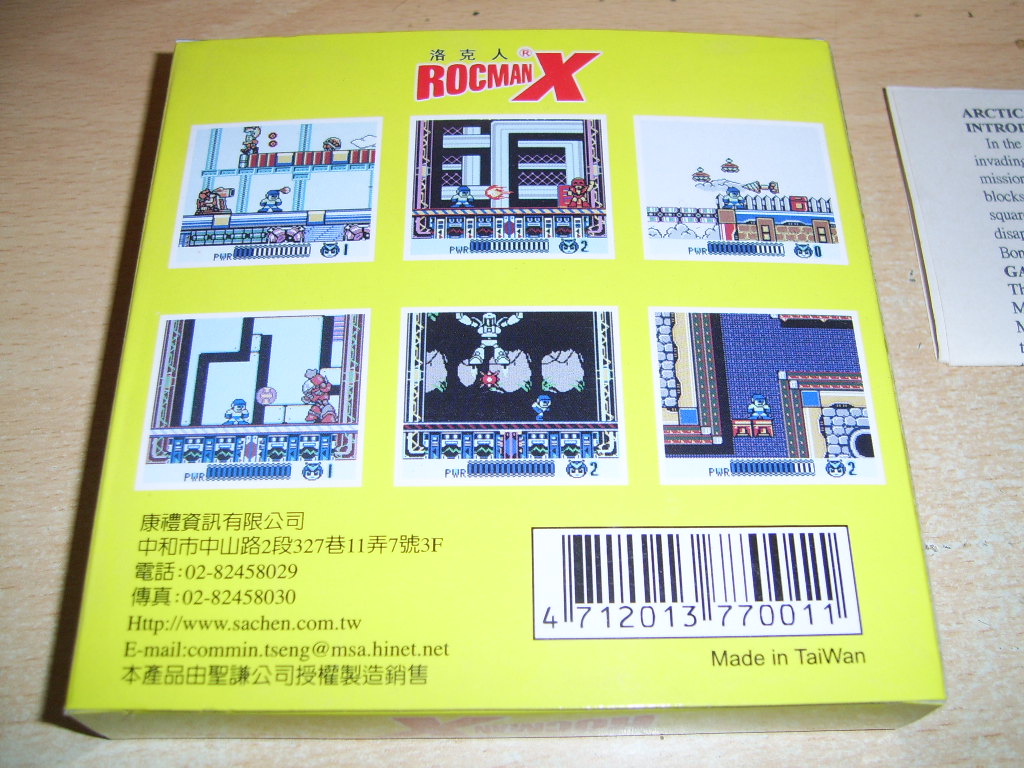 洛克人®
ROCMAN X
PWR 1
PWR 2
PWR 0
PWR 1
PWR 2
PWR 2
康禮資訊有限公司
中和市中山路2段327巷11弄7號3F
電話:02-82458029
傳真:02-82458030
Http://www.sachen.com.tw
E-mail:commin.tseng@msa.hinet.net
本產品由聖謙公司授權製造銷售
4 712013 770011
Made in TaiWan
ARCTIC
INTROD
In the
invading
mission
blocks
squar
disap
Bon
GA
Th
M
M
t
ROCMAN X